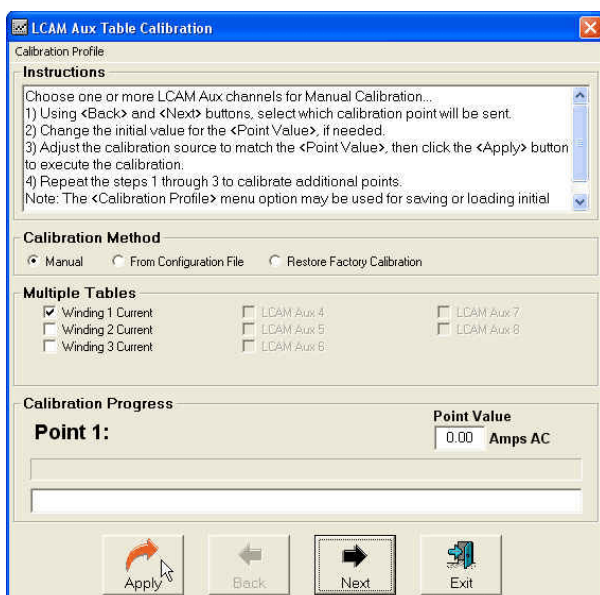 LCAM Aux Table Calibration
Calibration Profile
Instructions
Choose one or more LCAM Aux channels for Manual Calibration...
1) Using <Back> and <Next> buttons, select which calibration point will be sent.
2) Change the initial value for the <Point Value>, if needed.
3) Adjust the calibration source to match the <Point Value>, then click the <Apply> button
to execute the calibration.
4) Repeat the steps 1 through 3 to calibrate additional points.
Note: The <Calibration Profile> menu option may be used for saving or loading initial
Calibration Method
Manual From Configuration File Restore Factory Calibration
Multiple Tables
Winding 1 Current LCAM Aux 4 LCAM Aux 7
Winding 2 Current LCAM Aux 5 LCAM Aux 8
Winding 3 Current LCAM Aux 6
Calibration Progress
Point Value
Point 1: 0.00 Amps AC
Apply Back Next Exit